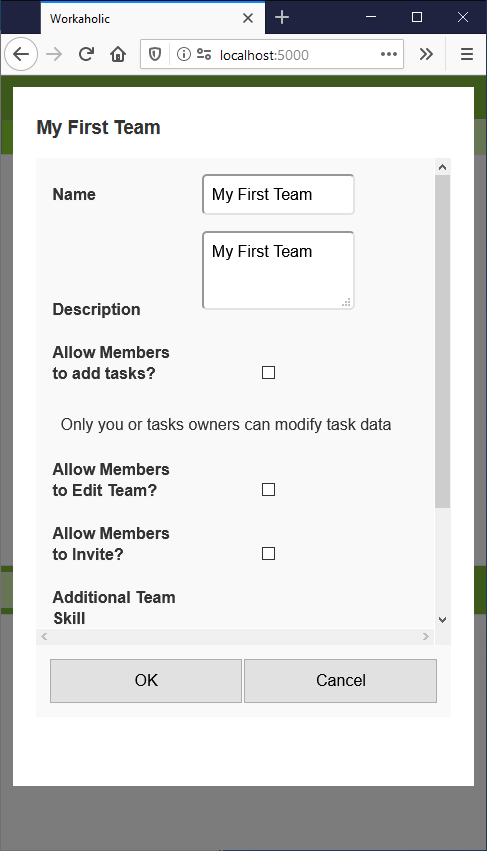 Workaholic
localhost:5000
My First Team
Name
My First Team
My First Team
Description
Allow Members
to add tasks?
Only you or tasks owners can modify task data
Allow Members
to Edit Team?
Allow Members
to Invite?
Additional Team
Skill
OK
Cancel